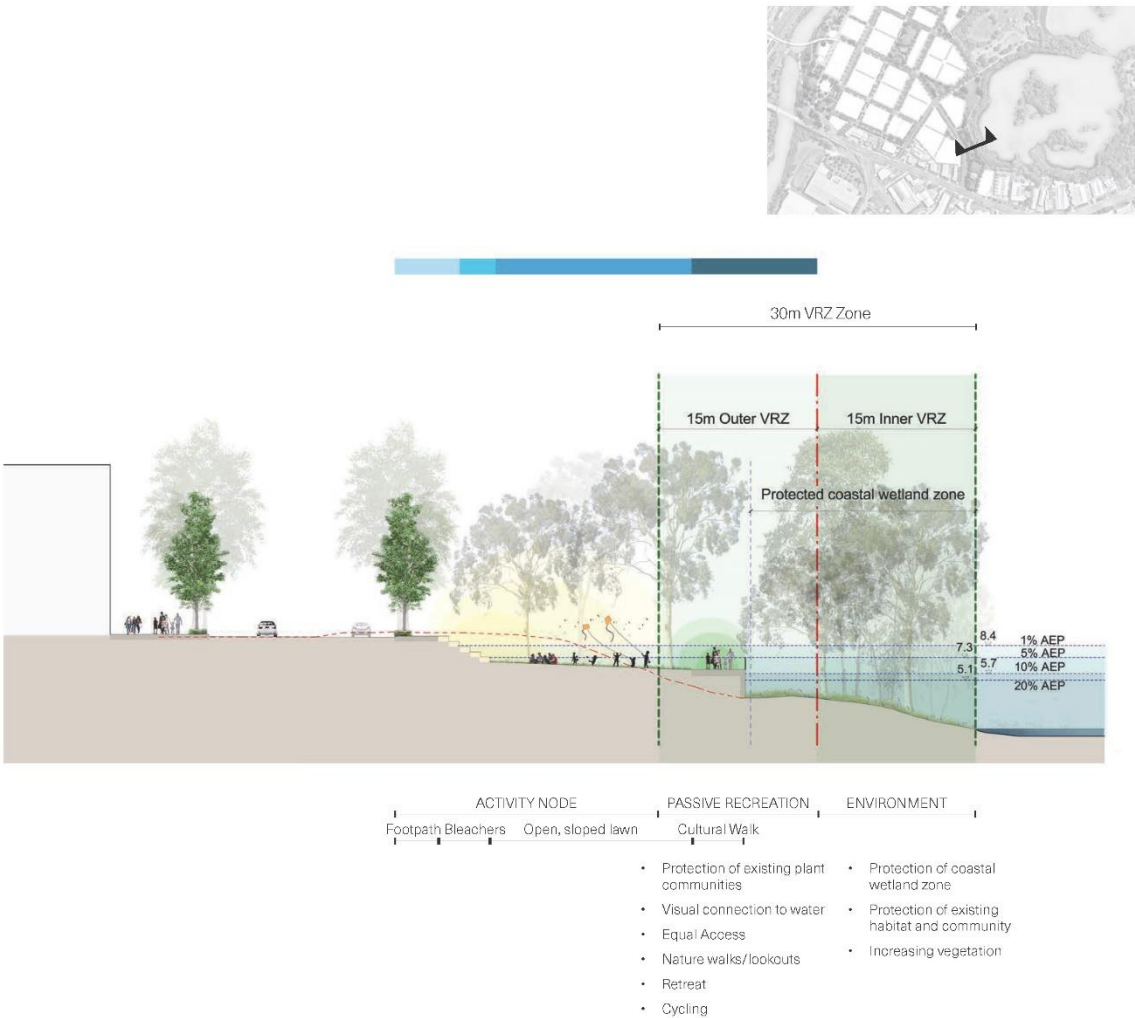 30m VRZ Zone
15m Outer VRZ
15m Inner VRZ
Protected coastal wetland zone
8.4
1% AEP
7.3
5% AEP
5.1
5.7
10% AEP
20% AEP
ACTIVITY NODE
PASSIVE RECREATION
ENVIRONMENT
Footpath
Bleachers
Open, sloped lawn
Cultural Walk
• Protection of existing plant
communities
• Visual connection to water
• Equal Access
• Nature walks/lookouts
• Retreat
• Cycling
• Protection of coastal
wetland zone
• Protection of existing
habitat and community
• Increasing vegetation